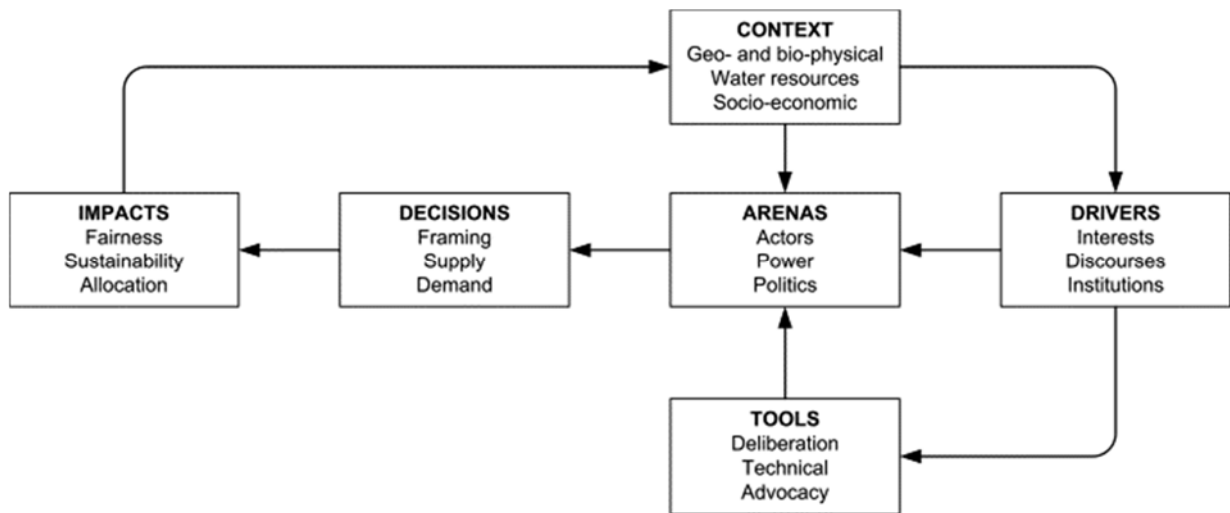 CONTEXT
Geo- and bio-physical
Water resources
Socio-economic
IMPACTS
Fairness
Sustainability
Allocation
DECISIONS
Framing
Supply
Demand
ARENAS
Actors
Power
Politics
DRIVERS
Interests
Discourses
Institutions
TOOLS
Deliberation
Technical
Advocacy